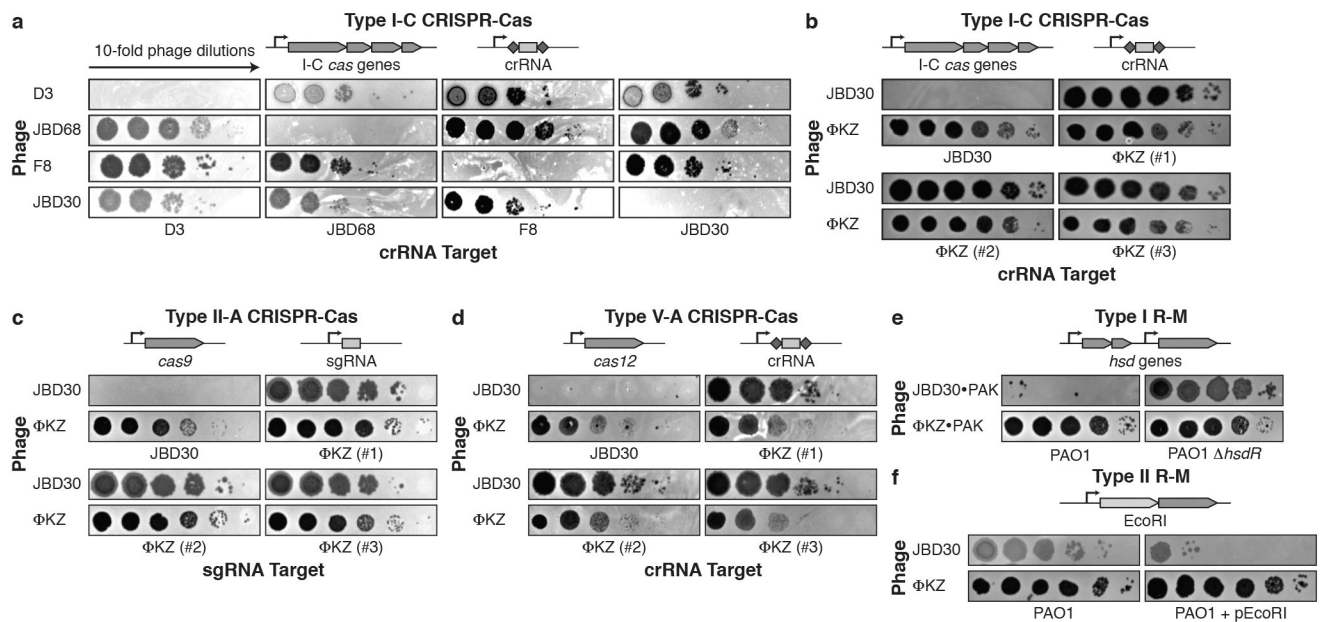 a
Type I-C CRISPR-Cas
10-fold phage dilutions
I-C cas genes
crRNA
Phage
D3
JBD68
F8
JBD30
D3
JBD68
F8
JBD30
crRNA Target
b
Type I-C CRISPR-Cas
I-C cas genes
crRNA
Phage
JBD30
ΦKZ
JBD30
ΦKZ (#1)
JBD30
ΦKZ
ΦKZ (#2)
ΦKZ (#3)
crRNA Target
c
Type II-A CRISPR-Cas
cas9
sgRNA
Phage
JBD30
ΦKZ
JBD30
ΦKZ (#1)
JBD30
ΦKZ
ΦKZ (#2)
ΦKZ (#3)
sgRNA Target
d
Type V-A CRISPR-Cas
cas12
crRNA
Phage
JBD30
ΦKZ
JBD30
ΦKZ (#1)
JBD30
ΦKZ
ΦKZ (#2)
ΦKZ (#3)
crRNA Target
e
Type I R-M
hsd genes
Phage
JBD30•PAK
ΦKZ•PAK
PAO1
PAO1 ΔhsdR
f
Type II R-M
EcoRI
Phage
JBD30
ΦKZ
PAO1
PAO1 + pEcoRI